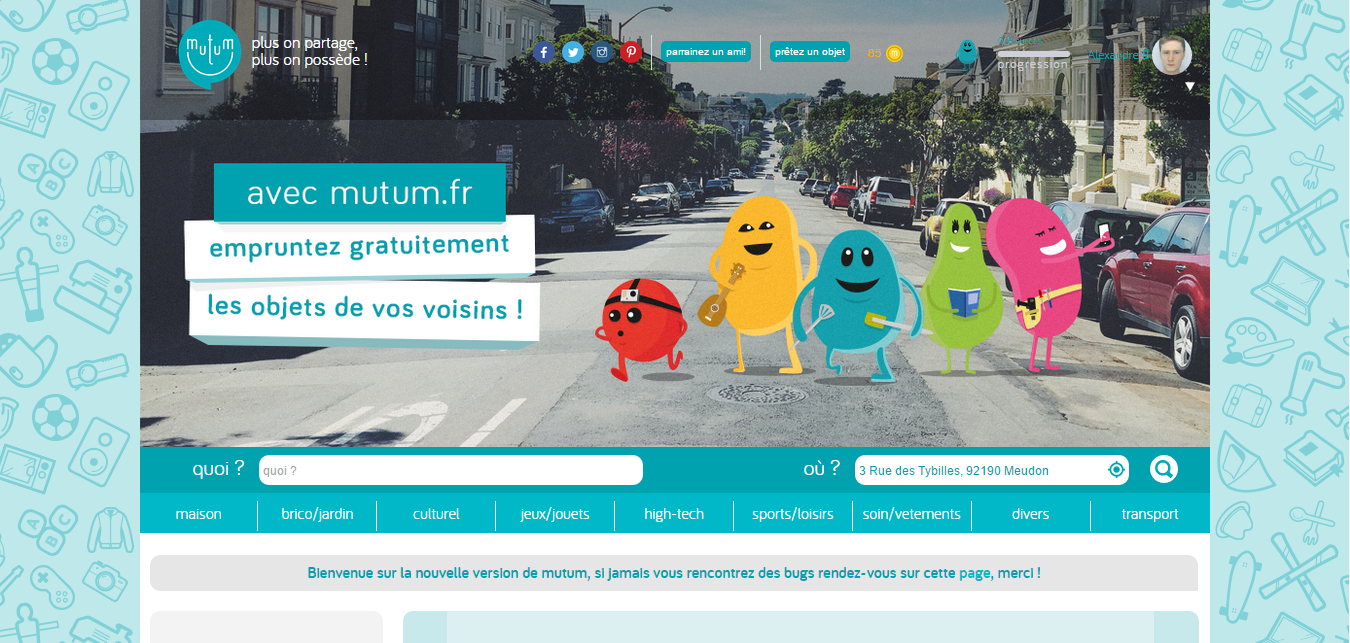 mutum
plus on partage,
plus on possède !
parrainez un ami!
prêtez un objet
85
progression
Alexandre
avec mutum.fr
empruntez gratuitement
les objets de vos voisins !
quoi ?
quoi ?
où ?
3 Rue des Tybilles, 92190 Meudon
maison
brico/jardin
culturel
jeux/jouets
high-tech
sports/loisirs
soin/vetements
divers
transport
Bienvenue sur la nouvelle version de mutum, si jamais vous rencontrez des bugs rendez-vous sur cette page, merci !